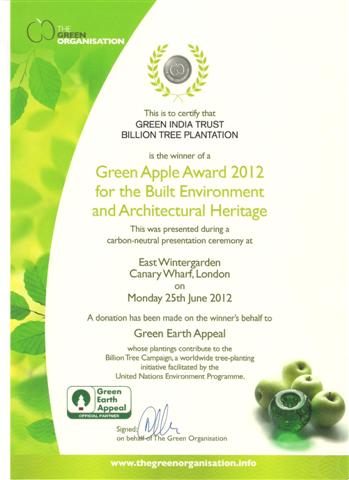 THE
GREEN
ORGANISATION
This is to certify that
GREEN INDIA TRUST
BILLION TREE PLANTATION
is the winner of a
Green Apple Award 2012
for the Built Environment
and Architectural Heritage
This was presented during a
carbon-neutral presentation ceremony at
East Wintergarden
Canary Wharf, London
on
Monday 25th June 2012
A donation has been made on the winner's behalf to
Green Earth Appeal
whose plantings contribute to the
Billion Tree Campaign, a worldwide tree-planting
initiative facilitated by the
United Nations Environment Programme.
Green
Earth
Appeal
OFFICIAL PARTNER
Signed:
on behalf of The Green Organisation
www.thegreenorganisation.info